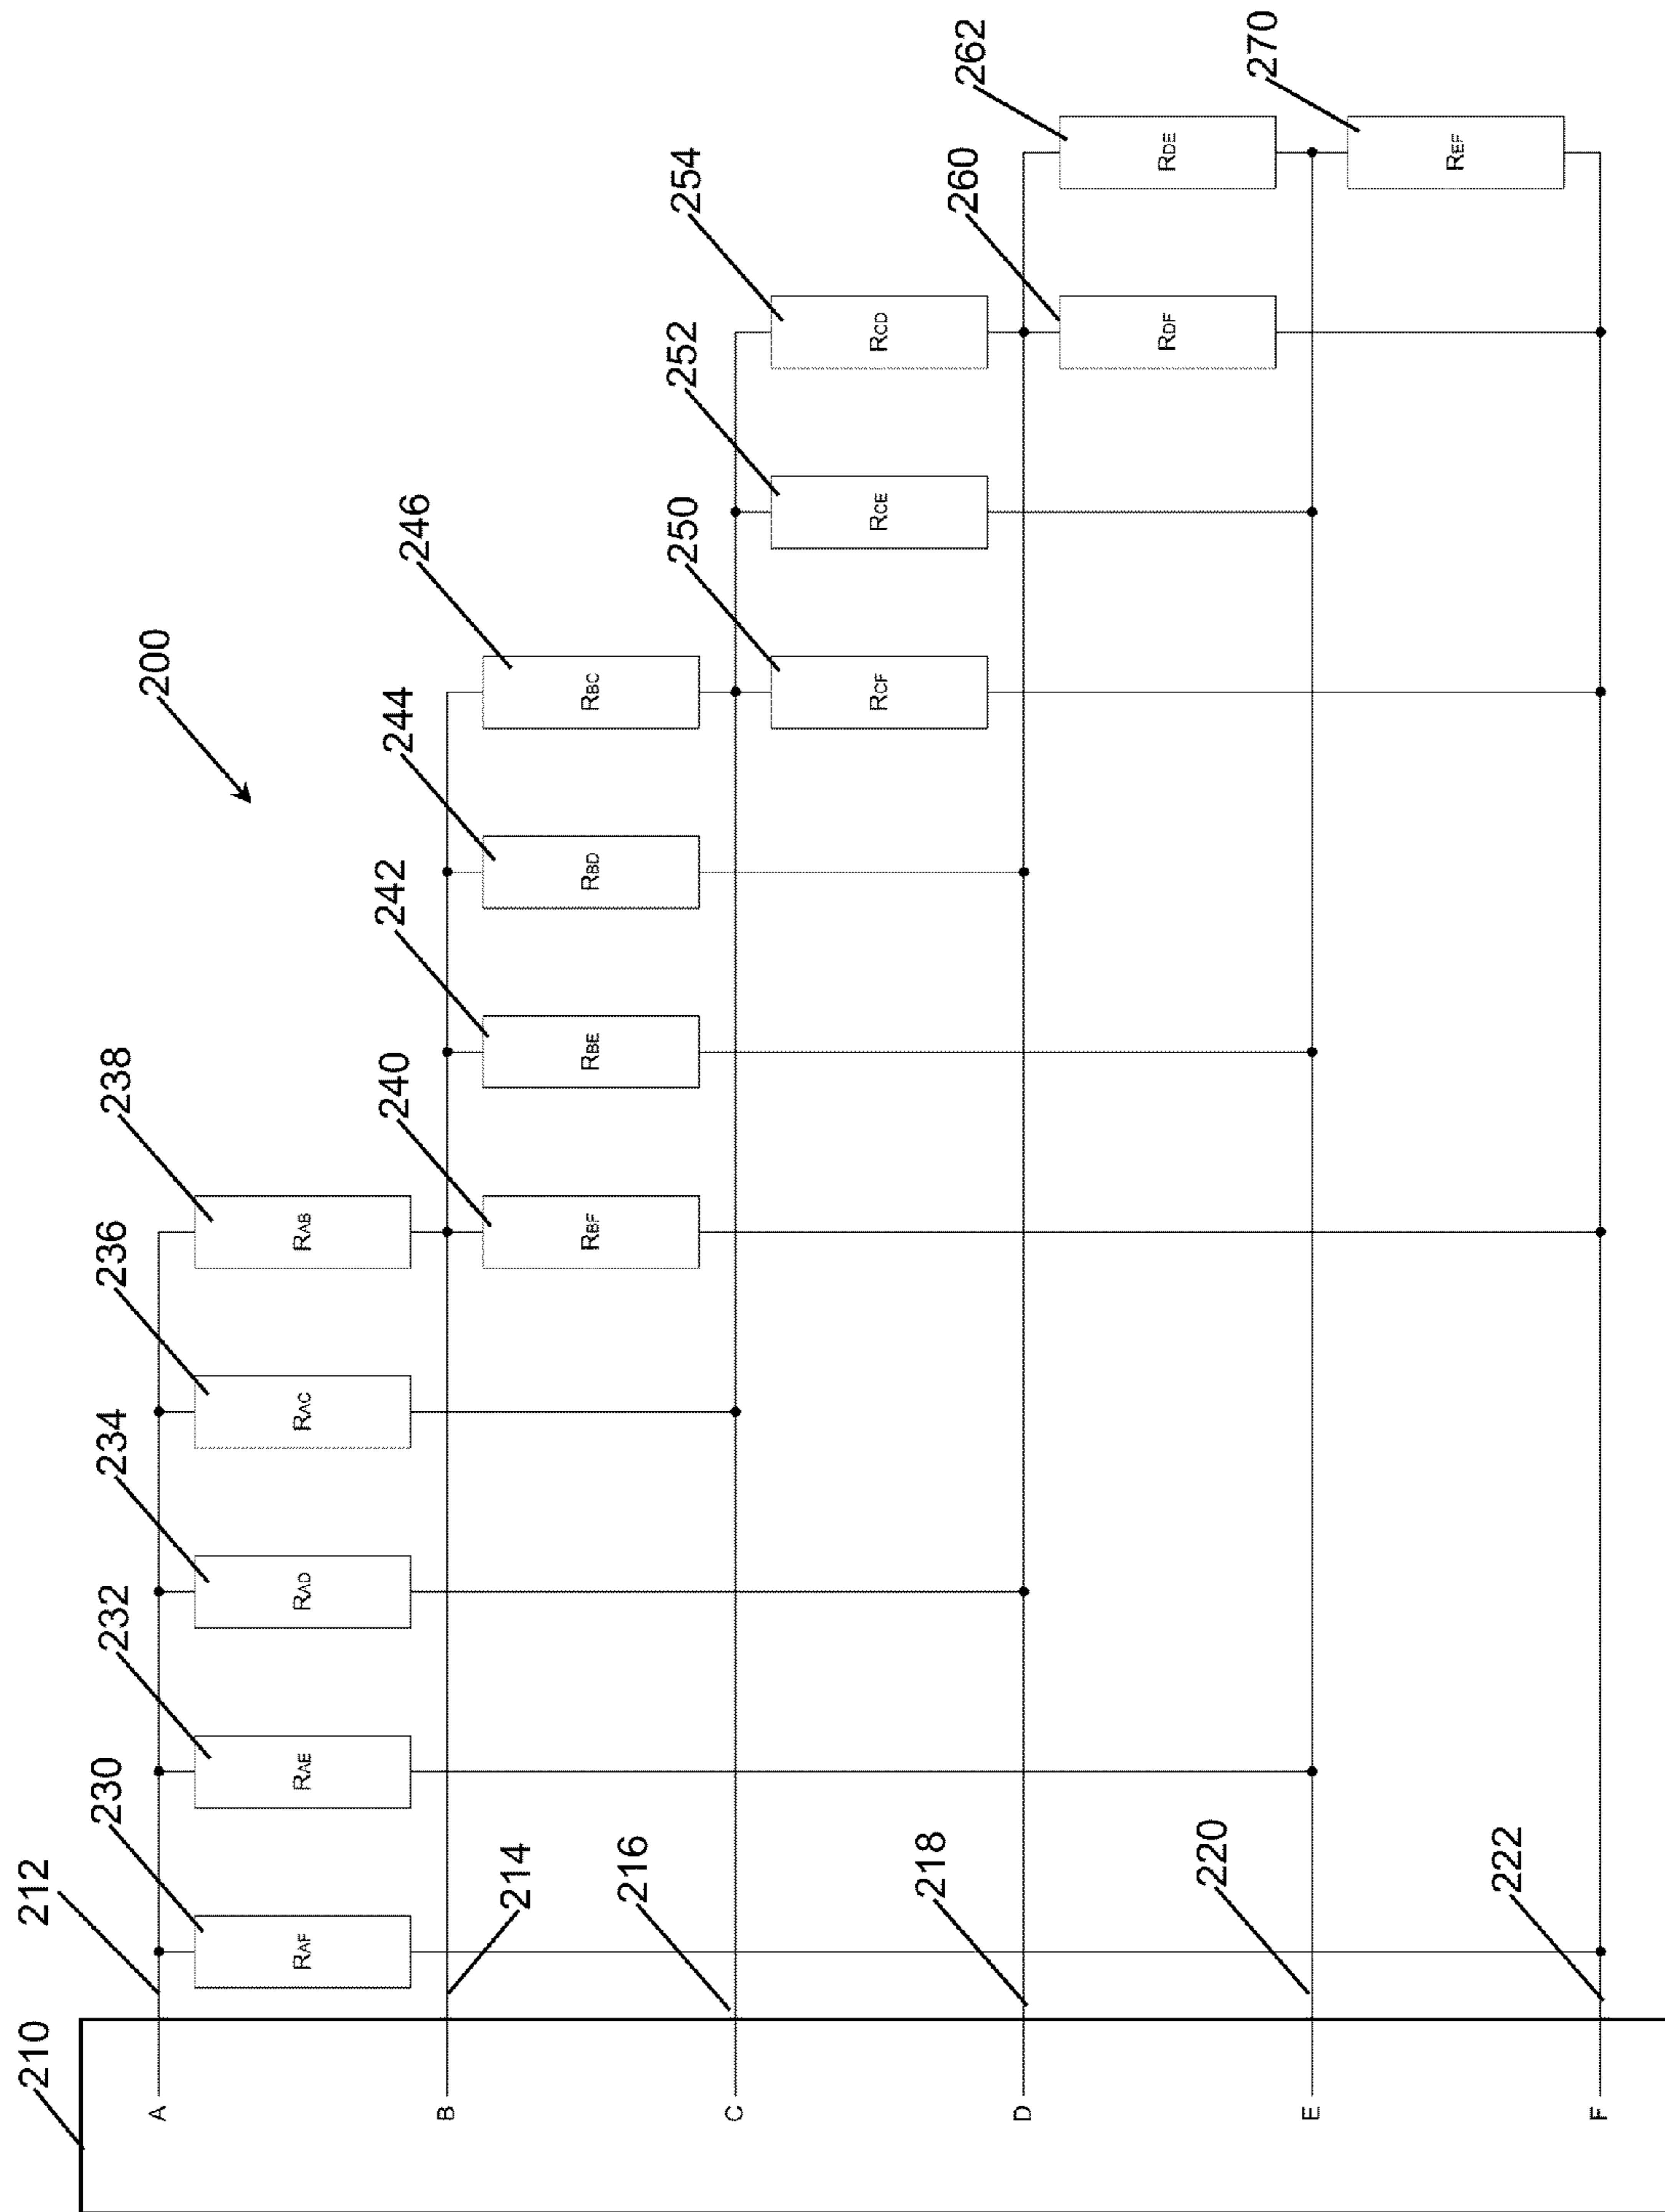 200
210
212
230
232
234
236
238
RAF
RAE
RAD
RAC
RAB
A
214
240
242
244
246
RBF
RBE
RBD
RBC
B
216
250
252
254
RCF
RCE
RCD
C
218
260
262
RDF
RDE
D
220
270
REF
E
222
F